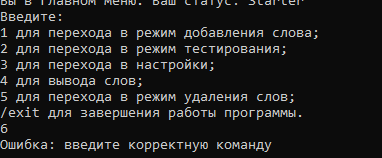 Вы в главном меню. Ваш статус: Starter
Введите:
1 для перехода в режим добавления слова;
2 для перехода в режим тестирования;
3 для перехода в настройки;
4 для вывода слов;
5 для перехода в режим удаления слов;
/exit для завершения работы программы.
6
Ошибка: введите корректную команду